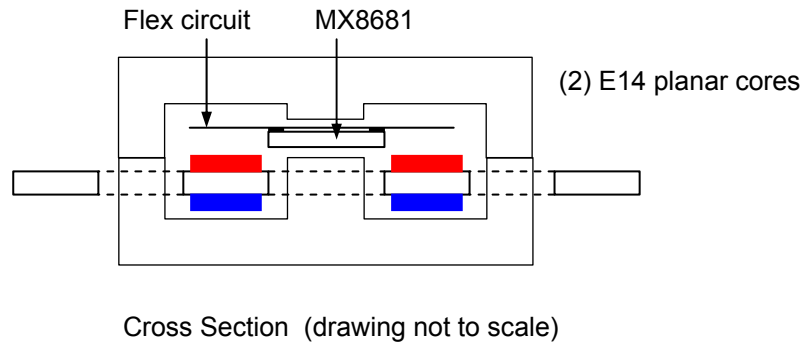 Flex circuit
MX8681
(2) E14 planar cores
Cross Section (drawing not to scale)